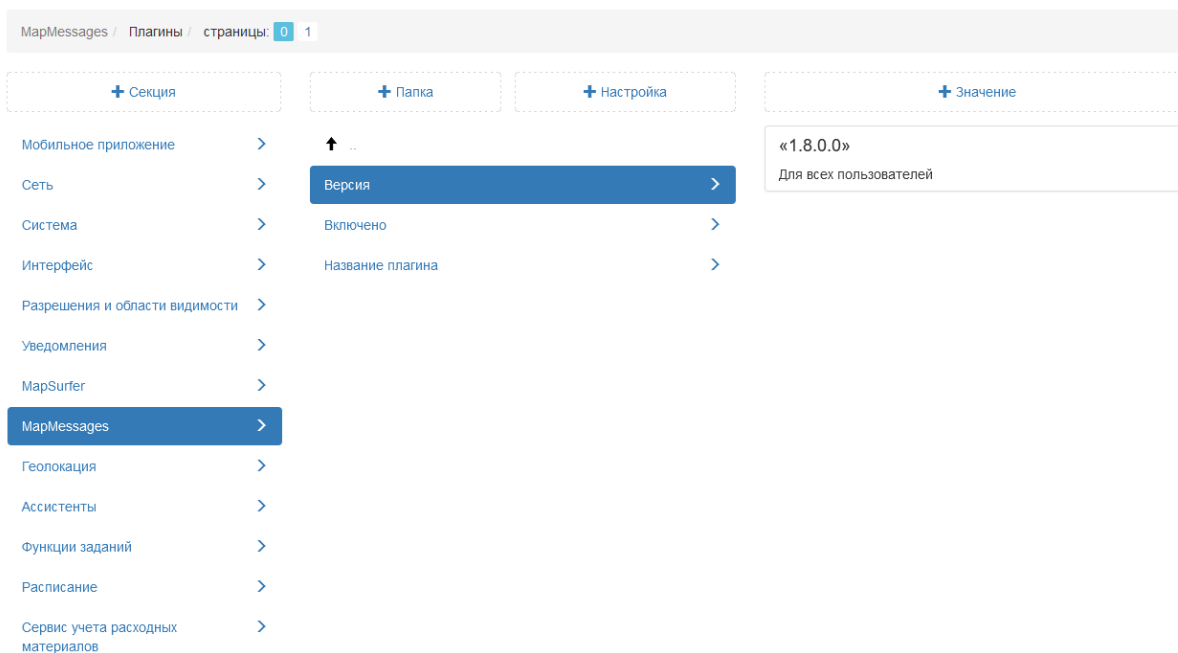 MapMessages / Плагины / страницы: 0 1
+ Секция
+ Папка
+ Настройка
+ Значение
Мобильное приложение
Сеть
Система
Интерфейс
Разрешения и области видимости
Уведомления
MapSurfer
MapMessages
Геолокация
Ассистенты
Функции заданий
Расписание
Сервис учета расходных
материалов
..
Версия
Включено
Название плагина
«1.8.0.0»
Для всех пользователей